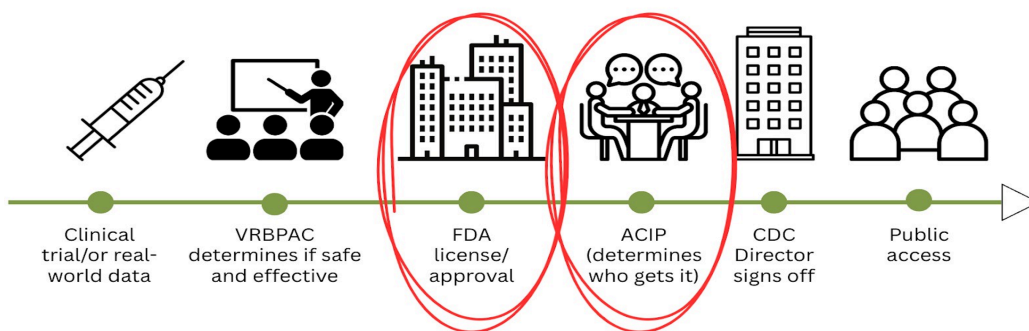 Clinical
trial/or real-
world data
VRBPAC
determines if safe
and effective
FDA
license/
approval
ACIP
(determines
who gets it)
CDC
Director
signs off
Public
access